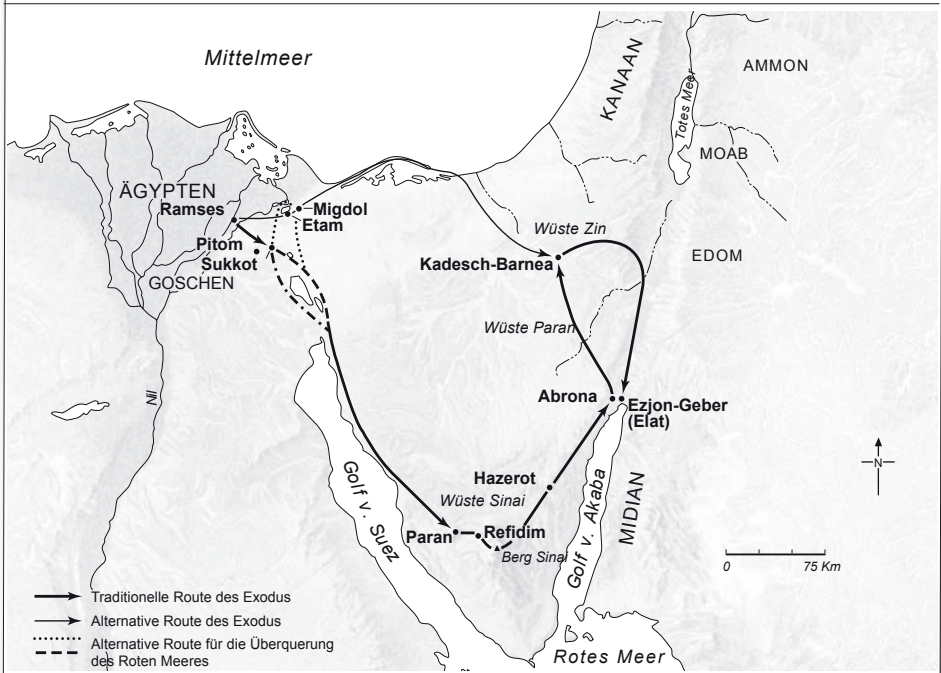 Mittelmeer
KANAAN
AMMON
Totes Meer
MOAB
ÄGYPTEN
Ramses
Migdol
Etam
Wüste Zin
Pitom
Sukkot
Kadesch-Barnea
EDOM
GOSCHEN
Wüste Paran
Nil
Abrona
Ezjon-Geber
(Elat)
N
Golf v. Suez
Hazerot
Wüste Sinai
Golf v. Akaba
MIDIAN
Paran
Refidim
Berg Sinai
0 75 Km
Traditionelle Route des Exodus
Alternative Route des Exodus
Alternative Route für die Überquerung
des Roten Meeres
Rotes Meer